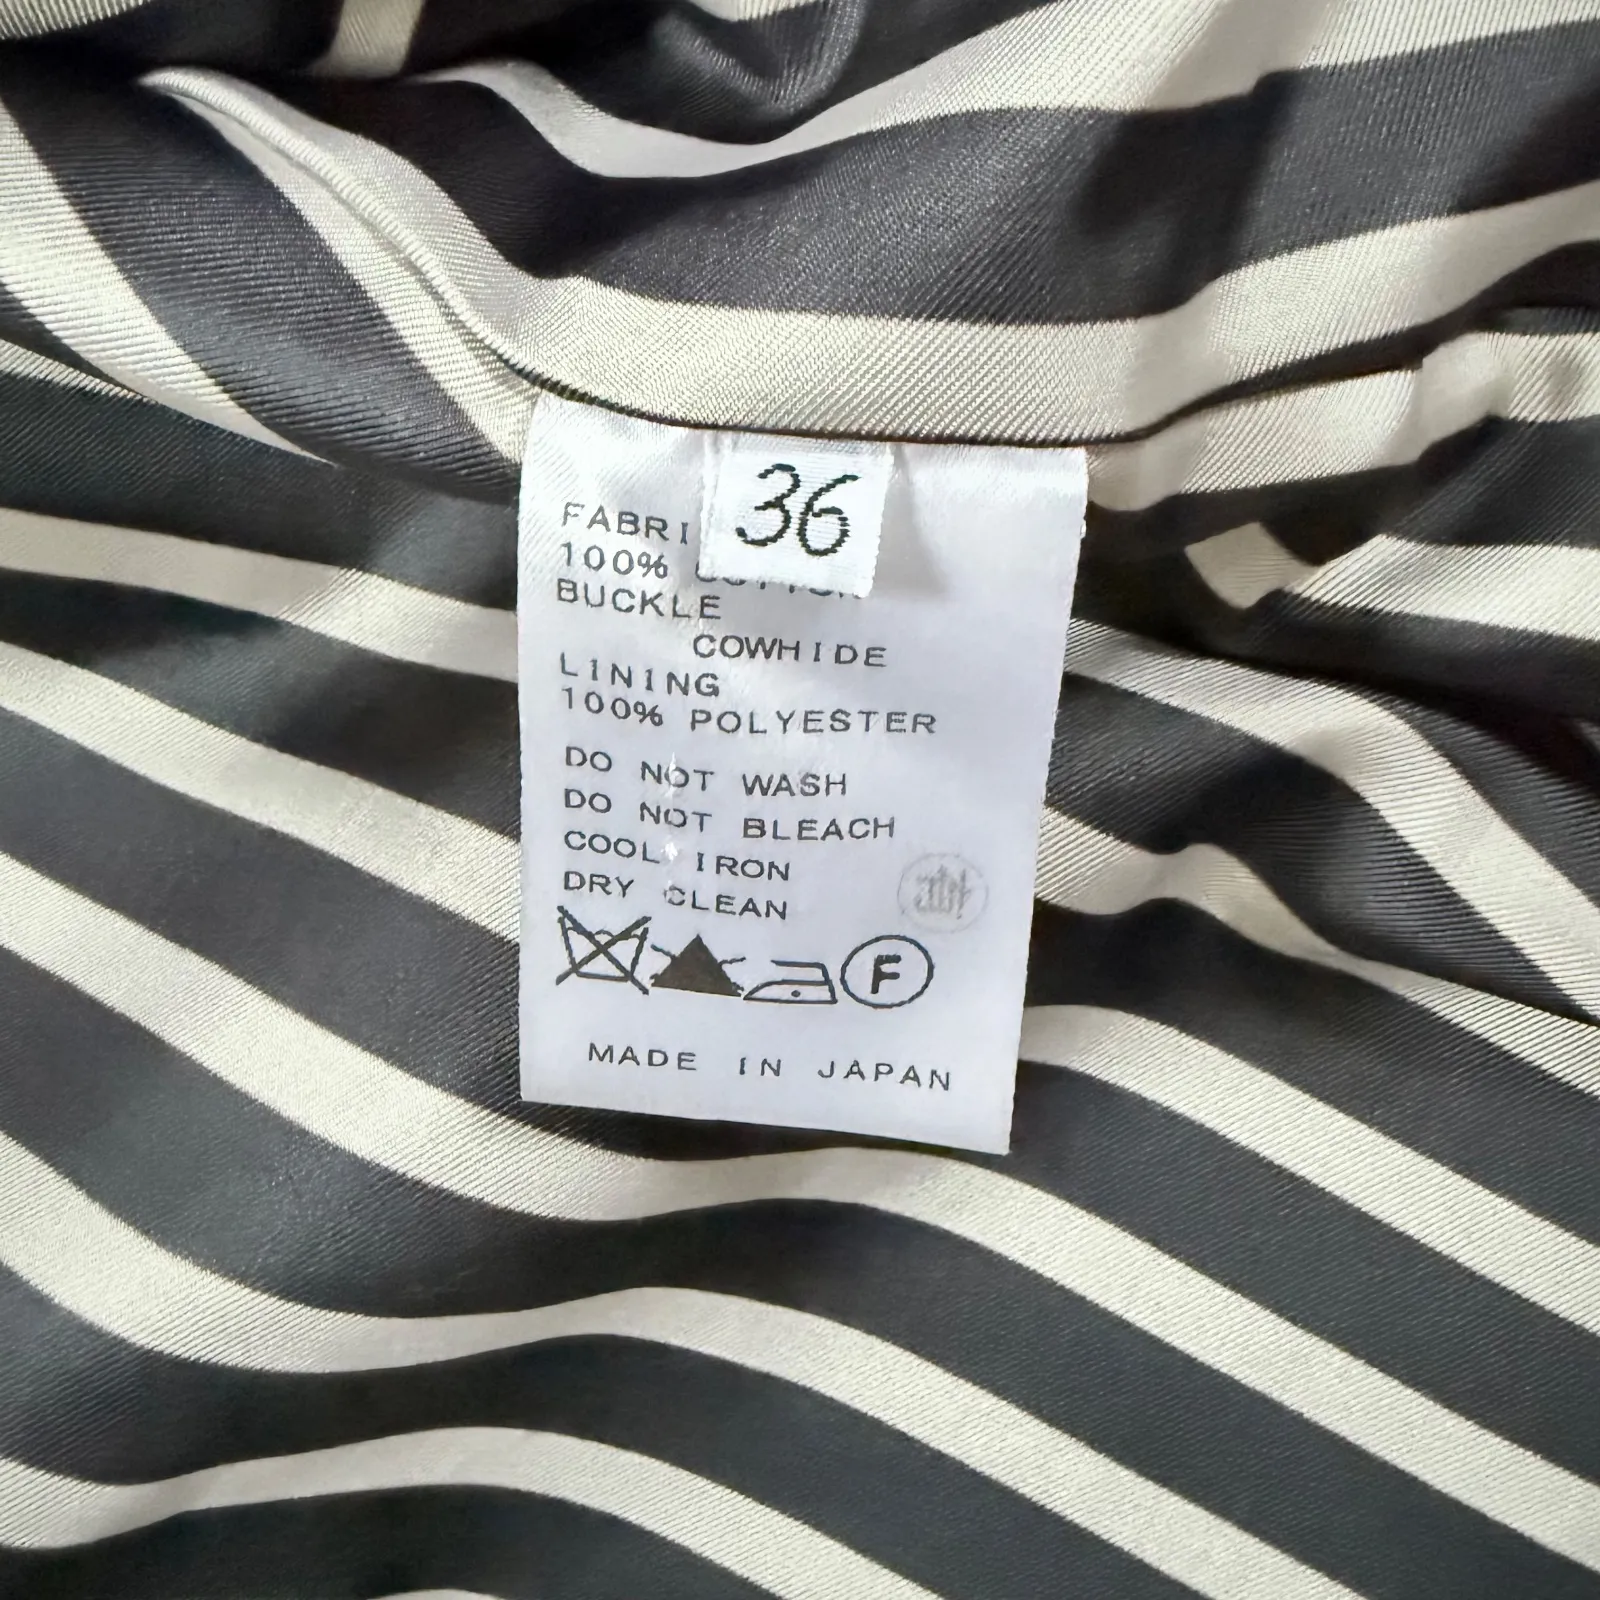 36
FABRI
100% COTTON
BUCKLE
COWHIDE
LINING
100% POLYESTER
DO NOT WASH
DO NOT BLEACH
COOL IRON
DRY CLEAN
F
MADE IN JAPAN